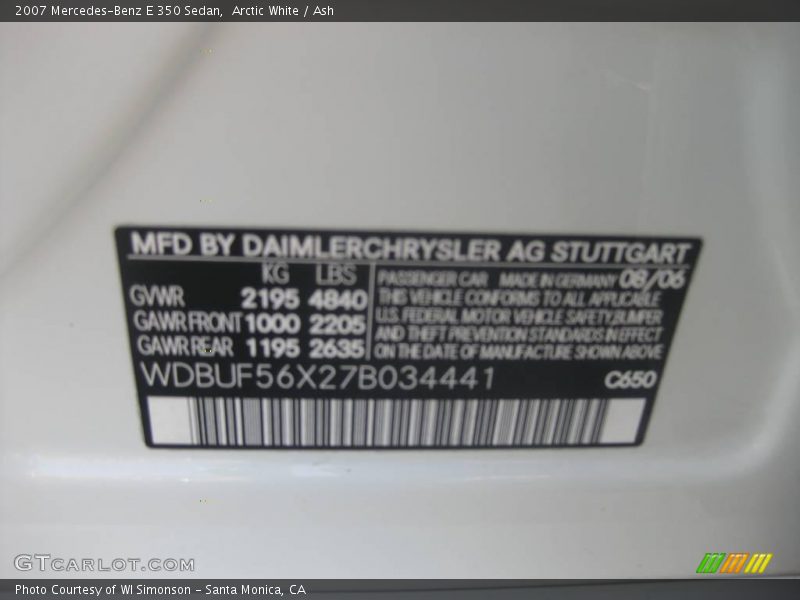 2007 Mercedes-Benz E 350 Sedan, Arctic White / Ash
MFD BY DAIMLERCHRYSLER AG STUTTGART
KG LBS
GVWR 2195 4840
GAWR FRONT 1000 2205
GAWR REAR 1195 2635
PASSENGER CAR MADE IN GERMANY 08/06
THIS VEHICLE CONFORMS TO ALL APPLICABLE
U.S. FEDERAL MOTOR VEHICLE SAFETY, BUMPER
AND THEFT PREVENTION STANDARDS IN EFFECT
ON THE DATE OF MANUFACTURE SHOWN ABOVE
WDBUF56X27B034441 C650
GTCARLOT.COM
Photo Courtesy of WI Simonson - Santa Monica, CA